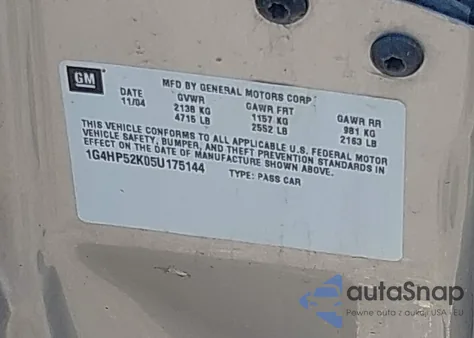 GM
MFD BY GENERAL MOTORS CORP
DATE GVWR GAWR FRT GAWR RR
11/04 2138 KG 1157 KG 981 KG
4715 LB 2552 LB 2163 LB
THIS VEHICLE CONFORMS TO ALL APPLICABLE U.S. FEDERAL MOTOR
VEHICLE SAFETY, BUMPER, AND THEFT PREVENTION STANDARDS IN
EFFECT ON THE DATE OF MANUFACTURE SHOWN ABOVE.
1G4HP52K05U175144 TYPE: PASS CAR
autoSnap
Pewne auta z dużej USA - EU